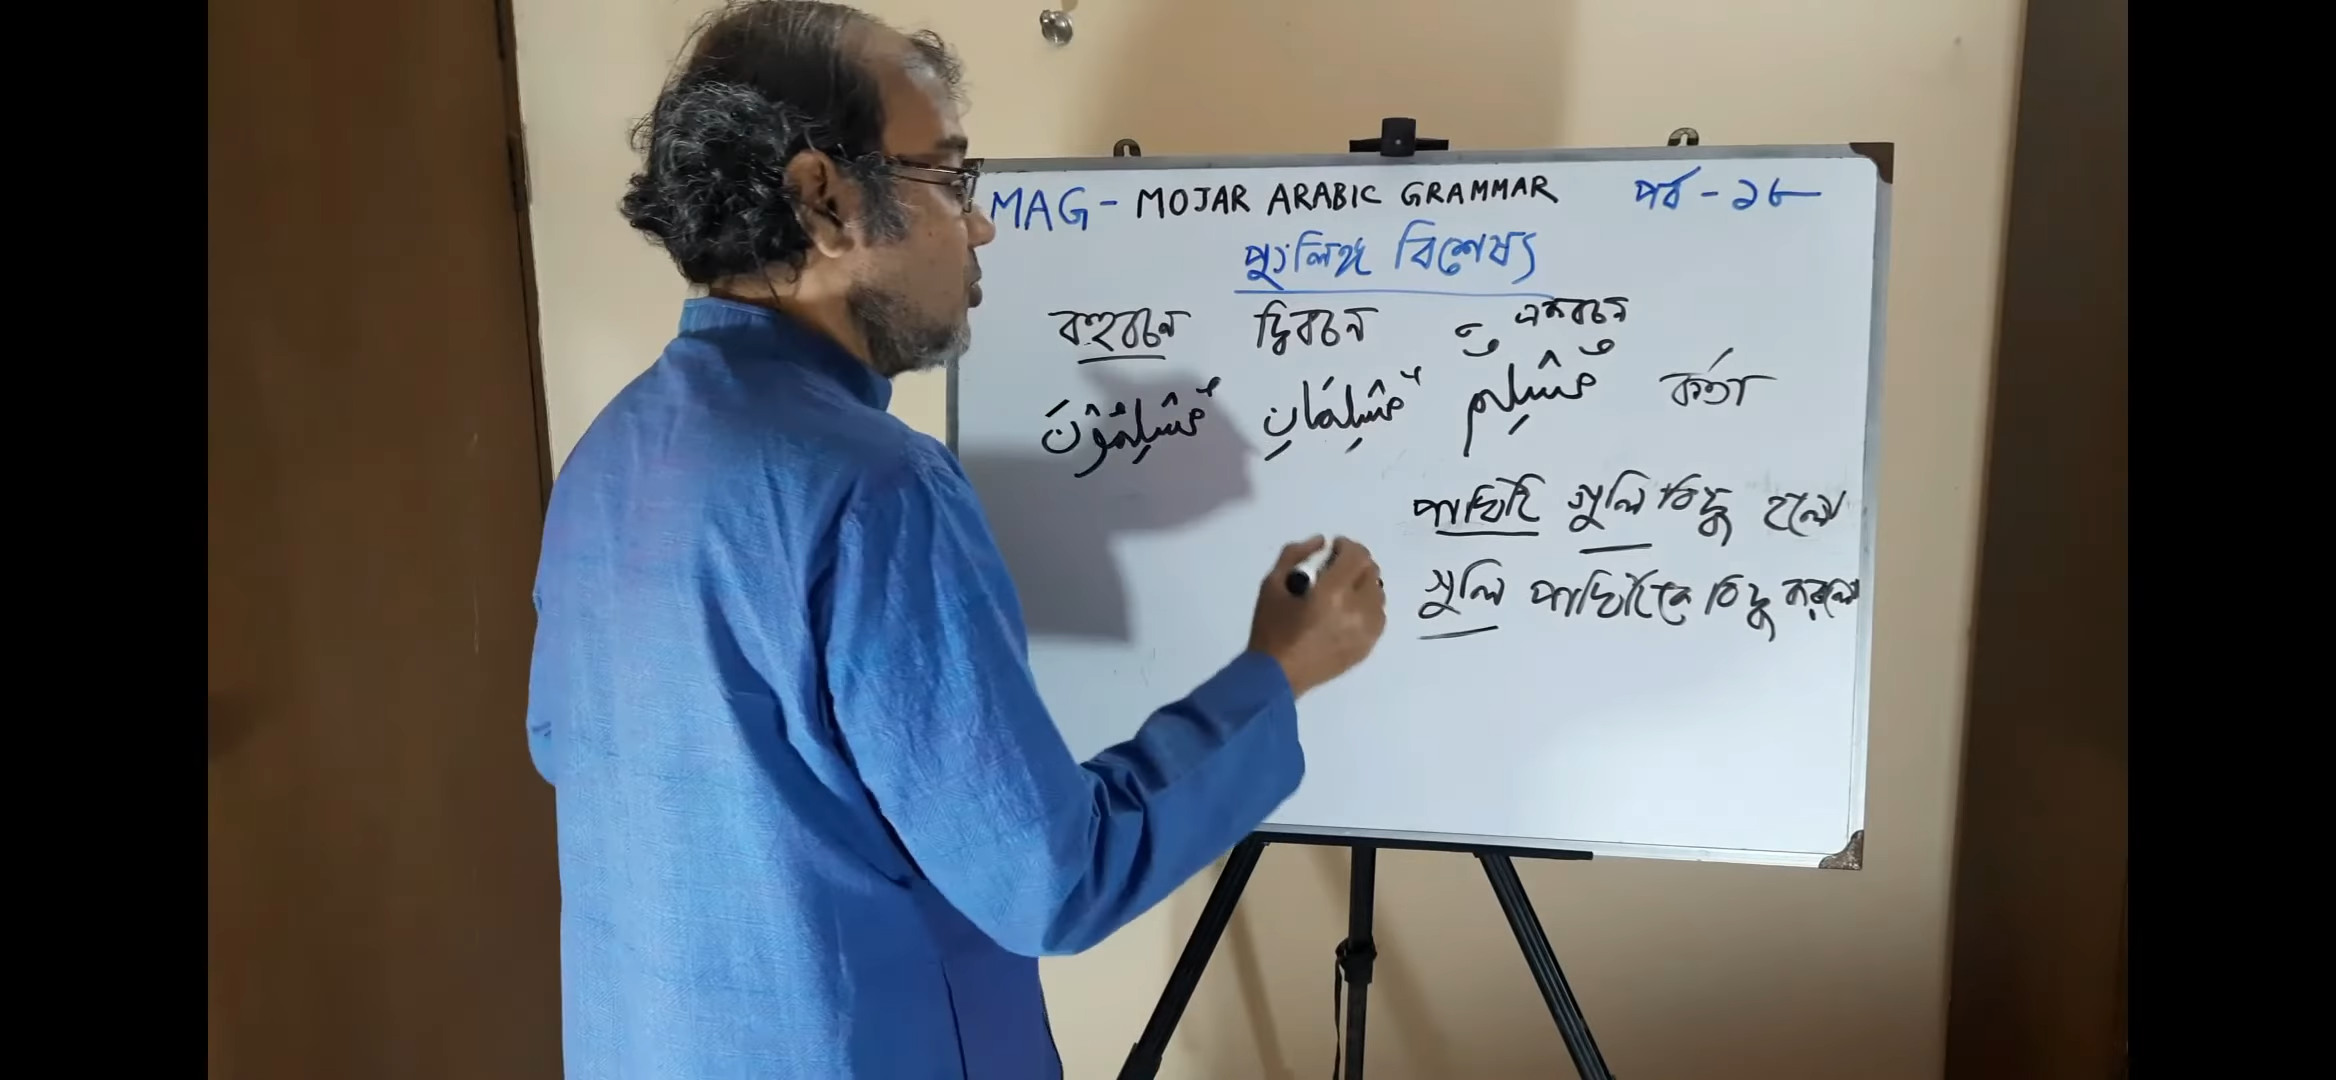 MAG - MOJAR ARABIC GRAMMAR পর্ব - ১৮
পুংলিঙ্গ বিশেষ্য
বহুবচন দ্বিবচন একবচন
مُسْلِمُوْنَ مُسْلِمَانِ مُسْلِمٌ কর্তা
পাখিটি গুলি বিদ্ধ হলো
গুলি পাখিটিকে বিদ্ধ করলো